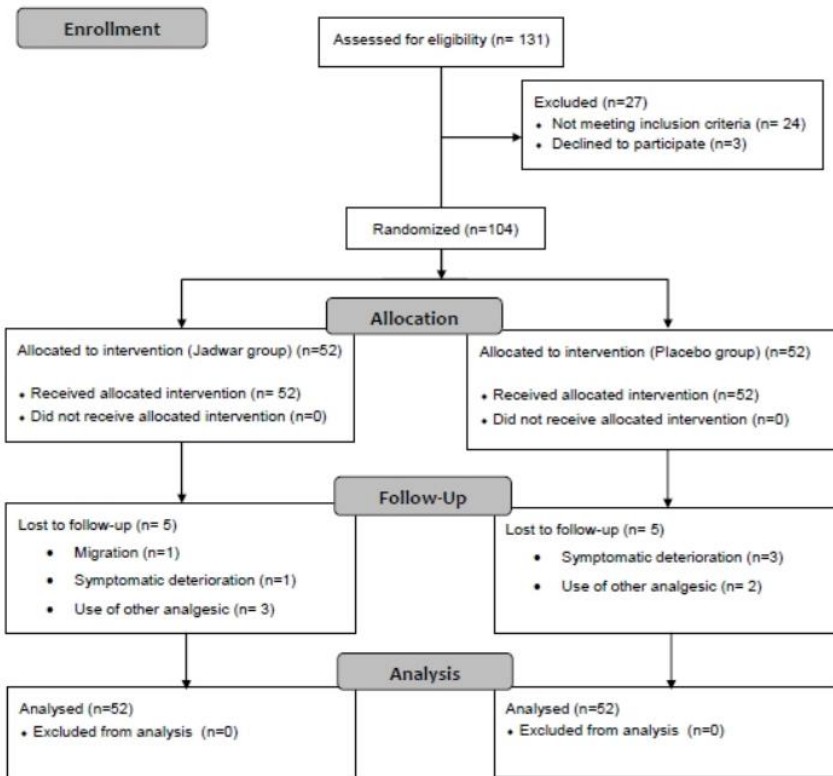 Enrollment
Assessed for eligibility (n= 131)
Excluded (n=27)
• Not meeting inclusion criteria (n= 24)
• Declined to participate (n=3)
Randomized (n=104)
Allocation
Allocated to intervention (Jadwar group) (n=52)
• Received allocated intervention (n= 52)
• Did not receive allocated intervention (n=0)
Allocated to intervention (Placebo group) (n=52)
• Received allocated intervention (n=52)
• Did not receive allocated intervention (n=0)
Follow-Up
Lost to follow-up (n= 5)
• Migration (n=1)
• Symptomatic deterioration (n=1)
• Use of other analgesic (n= 3)
Lost to follow-up (n= 5)
• Symptomatic deterioration (n=3)
• Use of other analgesic (n= 2)
Analysis
Analysed (n=52)
• Excluded from analysis (n=0)
Analysed (n=52)
• Excluded from analysis (n=0)